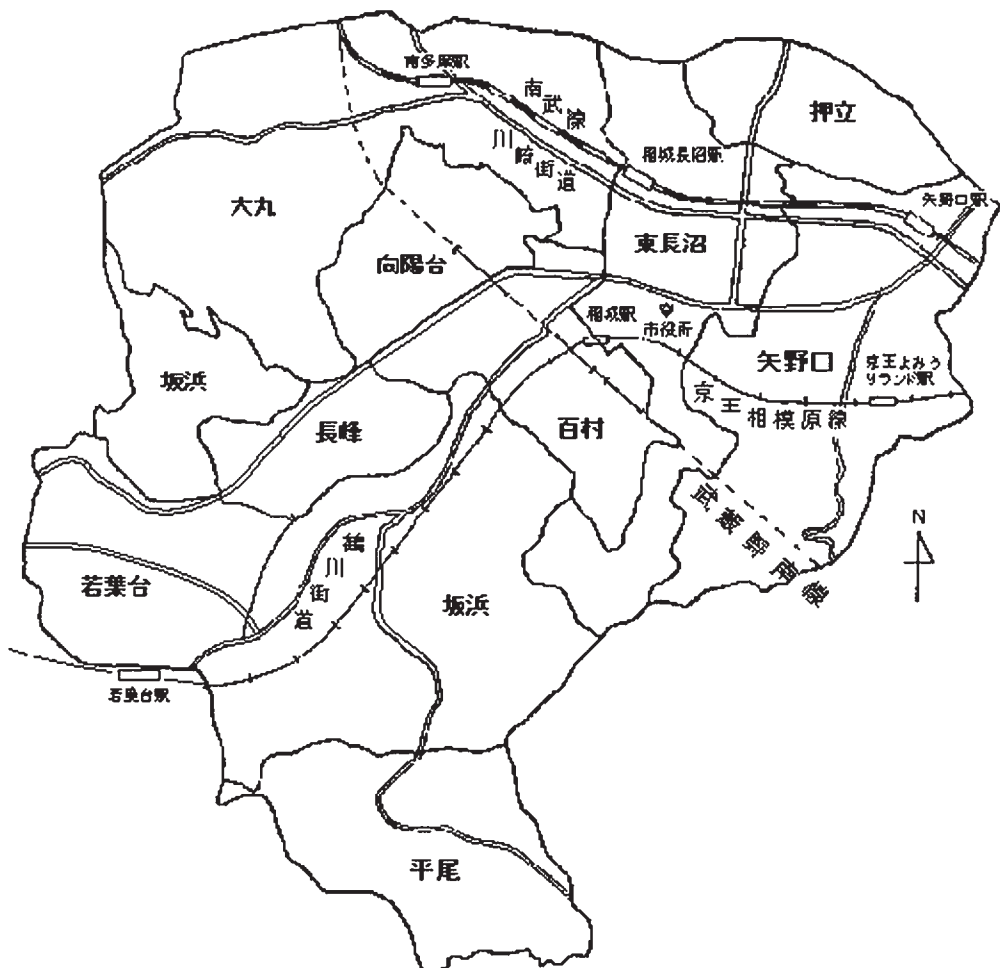 南多摩駅
南武線
押立
川崎街道
稲城長沼駅
矢野口駅
大丸
東長沼
向陽台
稲城駅
市役所
矢野口
京王よみう
りランド駅
坂浜
京王相模原線
長峰
百村
武蔵野南線
N
鶴川街道
若葉台
坂浜
若葉台駅
平尾